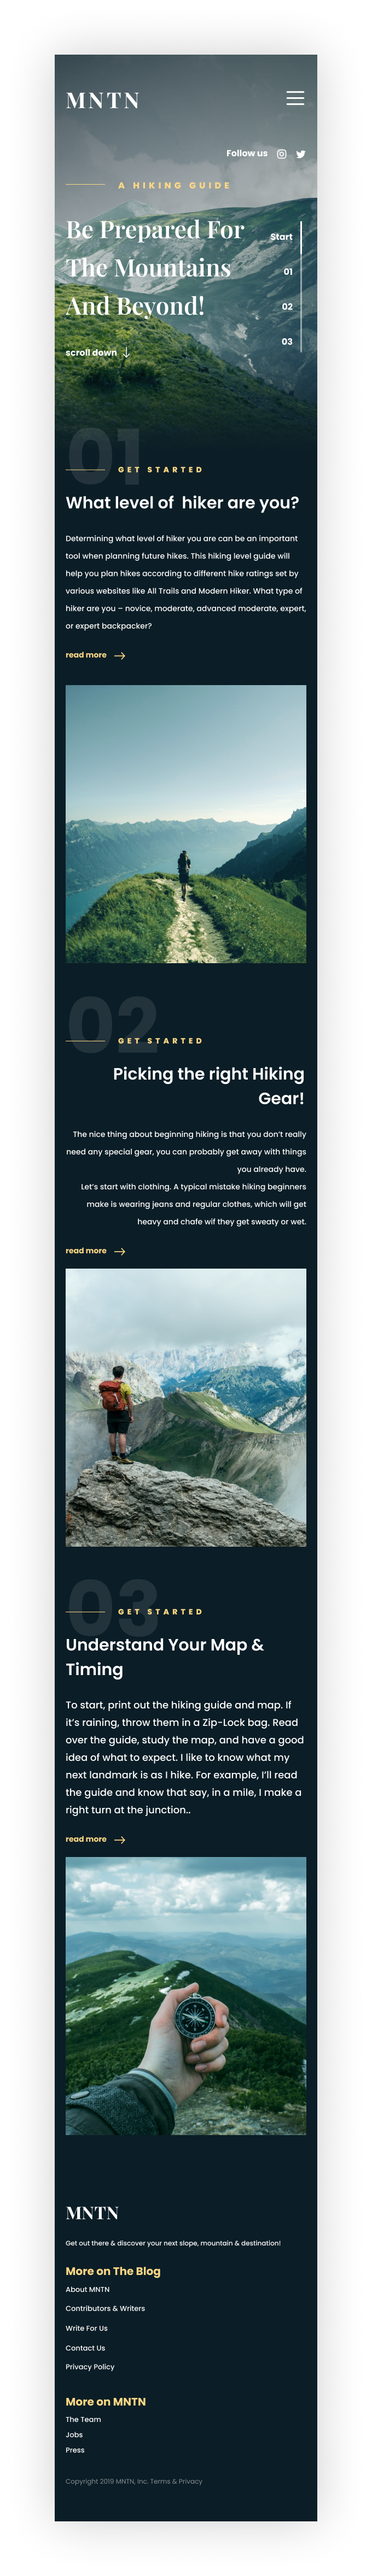 MNTN
Follow us
A HIKING GUIDE
Be Prepared For
The Mountains
And Beyond!
Start
01
02
03
scroll down
01
GET STARTED
What level of hiker are you?
Determining what level of hiker you are can be an important
tool when planning future hikes. This hiking level guide will
help you plan hikes according to different hike ratings set by
various websites like All Trails and Modern Hiker. What type of
hiker are you – novice, moderate, advanced moderate, expert,
or expert backpacker?
read more
02
GET STARTED
Picking the right Hiking
Gear!
The nice thing about beginning hiking is that you don’t really
need any special gear, you can probably get away with things
you already have.
Let’s start with clothing. A typical mistake hiking beginners
make is wearing jeans and regular clothes, which will get
heavy and chafe wif they get sweaty or wet.
read more
03
GET STARTED
Understand Your Map &
Timing
To start, print out the hiking guide and map. If
it’s raining, throw them in a Zip-Lock bag. Read
over the guide, study the map, and have a good
idea of what to expect. I like to know what my
next landmark is as I hike. For example, I’ll read
the guide and know that say, in a mile, I make a
right turn at the junction..
read more
MNTN
Get out there & discover your next slope, mountain & destination!
More on The Blog
About MNTN
Contributors & Writers
Write For Us
Contact Us
Privacy Policy
More on MNTN
The Team
Jobs
Press
Copyright 2019 MNTN, Inc. Terms & Privacy